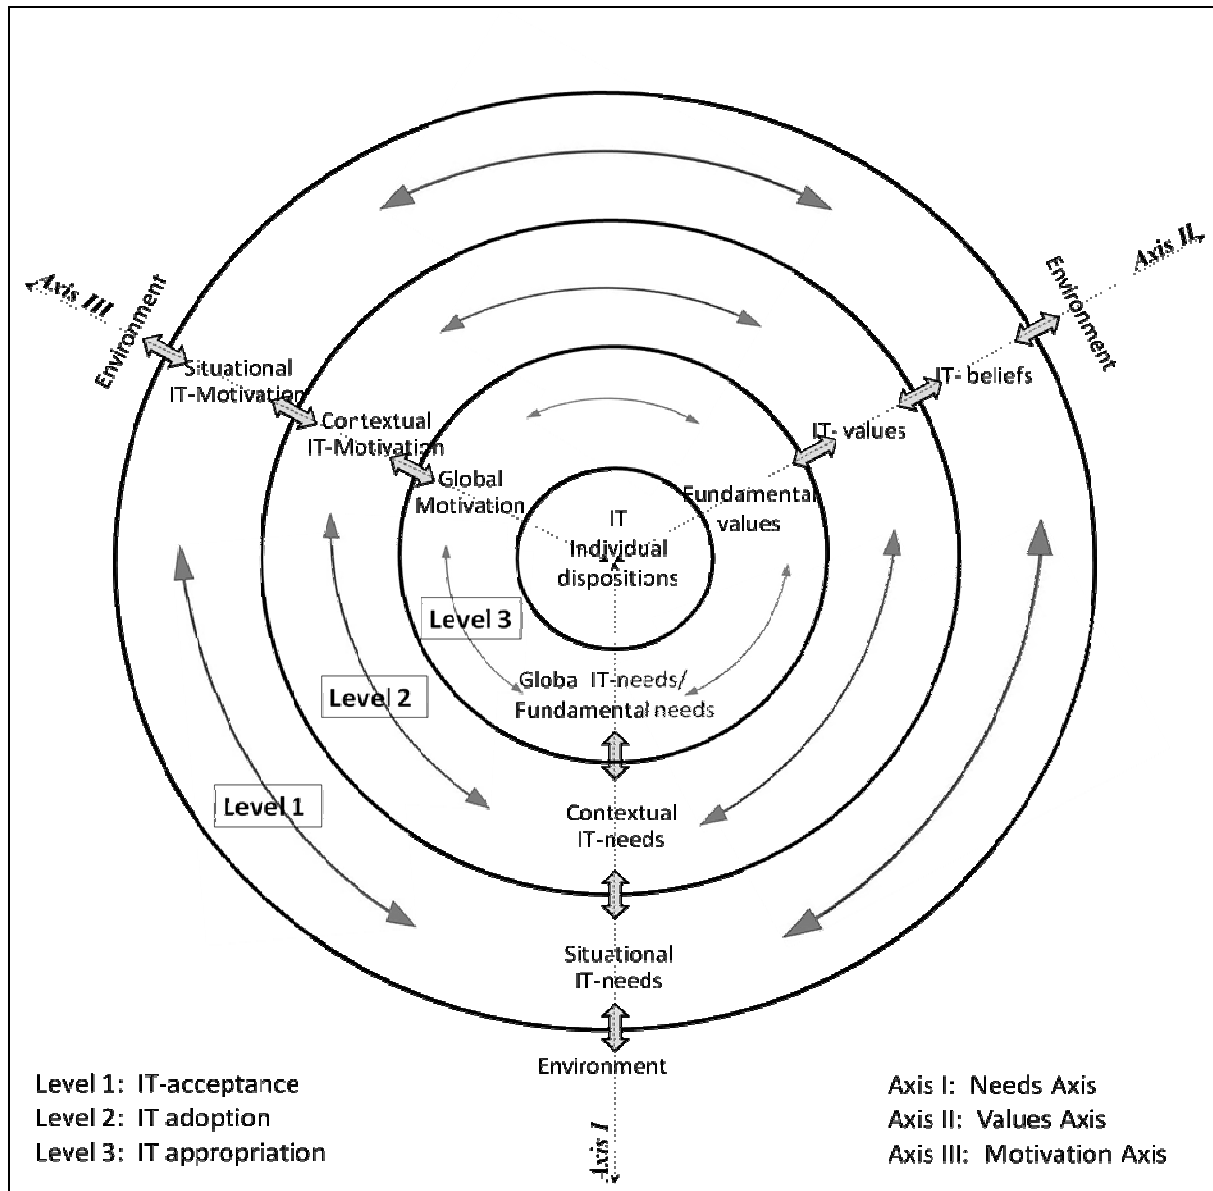 Axis II
Axis III
Environment
Environment
Situational
IT-Motivation
IT- beliefs
Contextual
IT-Motivation
IT- values
Global
Motivation
Fundamental
values
IT
Individual
dispositions
Level 3
Globa IT-needs/
Fundamental needs
Level 2
Level 1
Contextual
IT-needs
Situational
IT-needs
Environment
Level 1: IT-acceptance
Level 2: IT adoption
Level 3: IT appropriation
Axis I
Axis I: Needs Axis
Axis II: Values Axis
Axis III: Motivation Axis